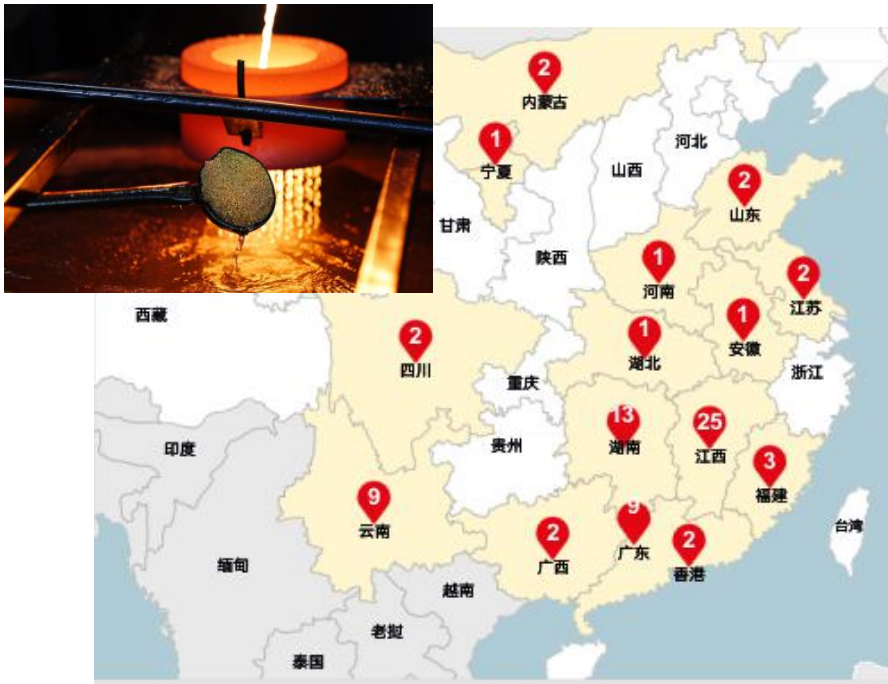 2
内蒙古
1
宁夏
河北
山西
2
山东
甘肃
陕西
1
河南
2
江苏
西藏
2
四川
1
湖北
1
安徽
重庆
浙江
13
湖南
25
江西
印度
贵州
3
福建
9
云南
9
广东
2
广西
2
香港
台湾
缅甸
越南
老挝
泰国